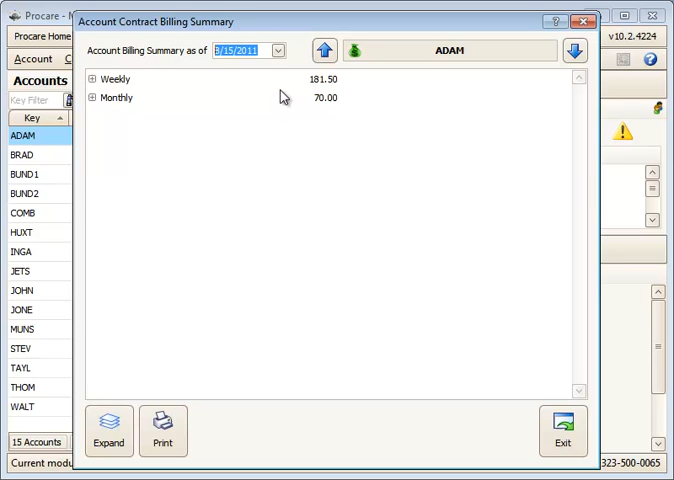 Procare - M
Account Contract Billing Summary
?
Procare Home
v10.2.4224
Account Billing Summary as of 3/15/2011
ADAM
Account
Accounts
Key Filter
Key
Weekly 181.50
Monthly 70.00
ADAM
BRAD
BUND1
BUND2
COMB
HUXT
INGA
JETS
JOHN
JONE
MUNS
STEV
TAYL
THOM
WALT
Expand
Print
Exit
15 Accounts
Current modu
323-500-0065